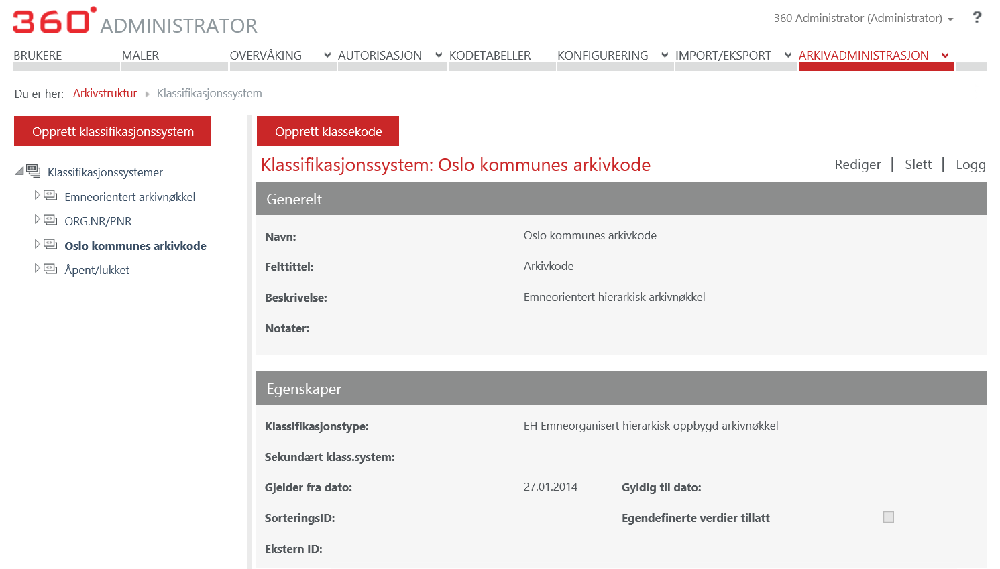 360° ADMINISTRATOR
360 Administrator (Administrator) ?
BRUKERE MALER OVERVÅKING AUTORISASJON KODETABELLER KONFIGURERING IMPORT/EKSPORT ARKIVADMINISTRASJON
Du er her: Arkivstruktur Klassifikasjonssystem
Opprett klassifikasjonssystem
Klassifikasjonssystemer
Emneorientert arkivnøkkel
ORG.NR/PNR
Oslo kommunes arkivkode
Åpent/lukket
Opprett klassekode
Klassifikasjonssystem: Oslo kommunes arkivkode
Rediger | Slett | Logg
Generelt
Navn: Oslo kommunes arkivkode
Felttittel: Arkivkode
Beskrivelse: Emneorientert hierarkisk arkivnøkkel
Notater:
Egenskaper
Klassifikasjonstype: EH Emneorganisert hierarkisk oppbygd arkivnøkkel
Sekundært klass.system:
Gjelder fra dato: 27.01.2014 Gyldig til dato:
SorteringsID: Egendefinerte verdier tillatt
Ekstern ID: